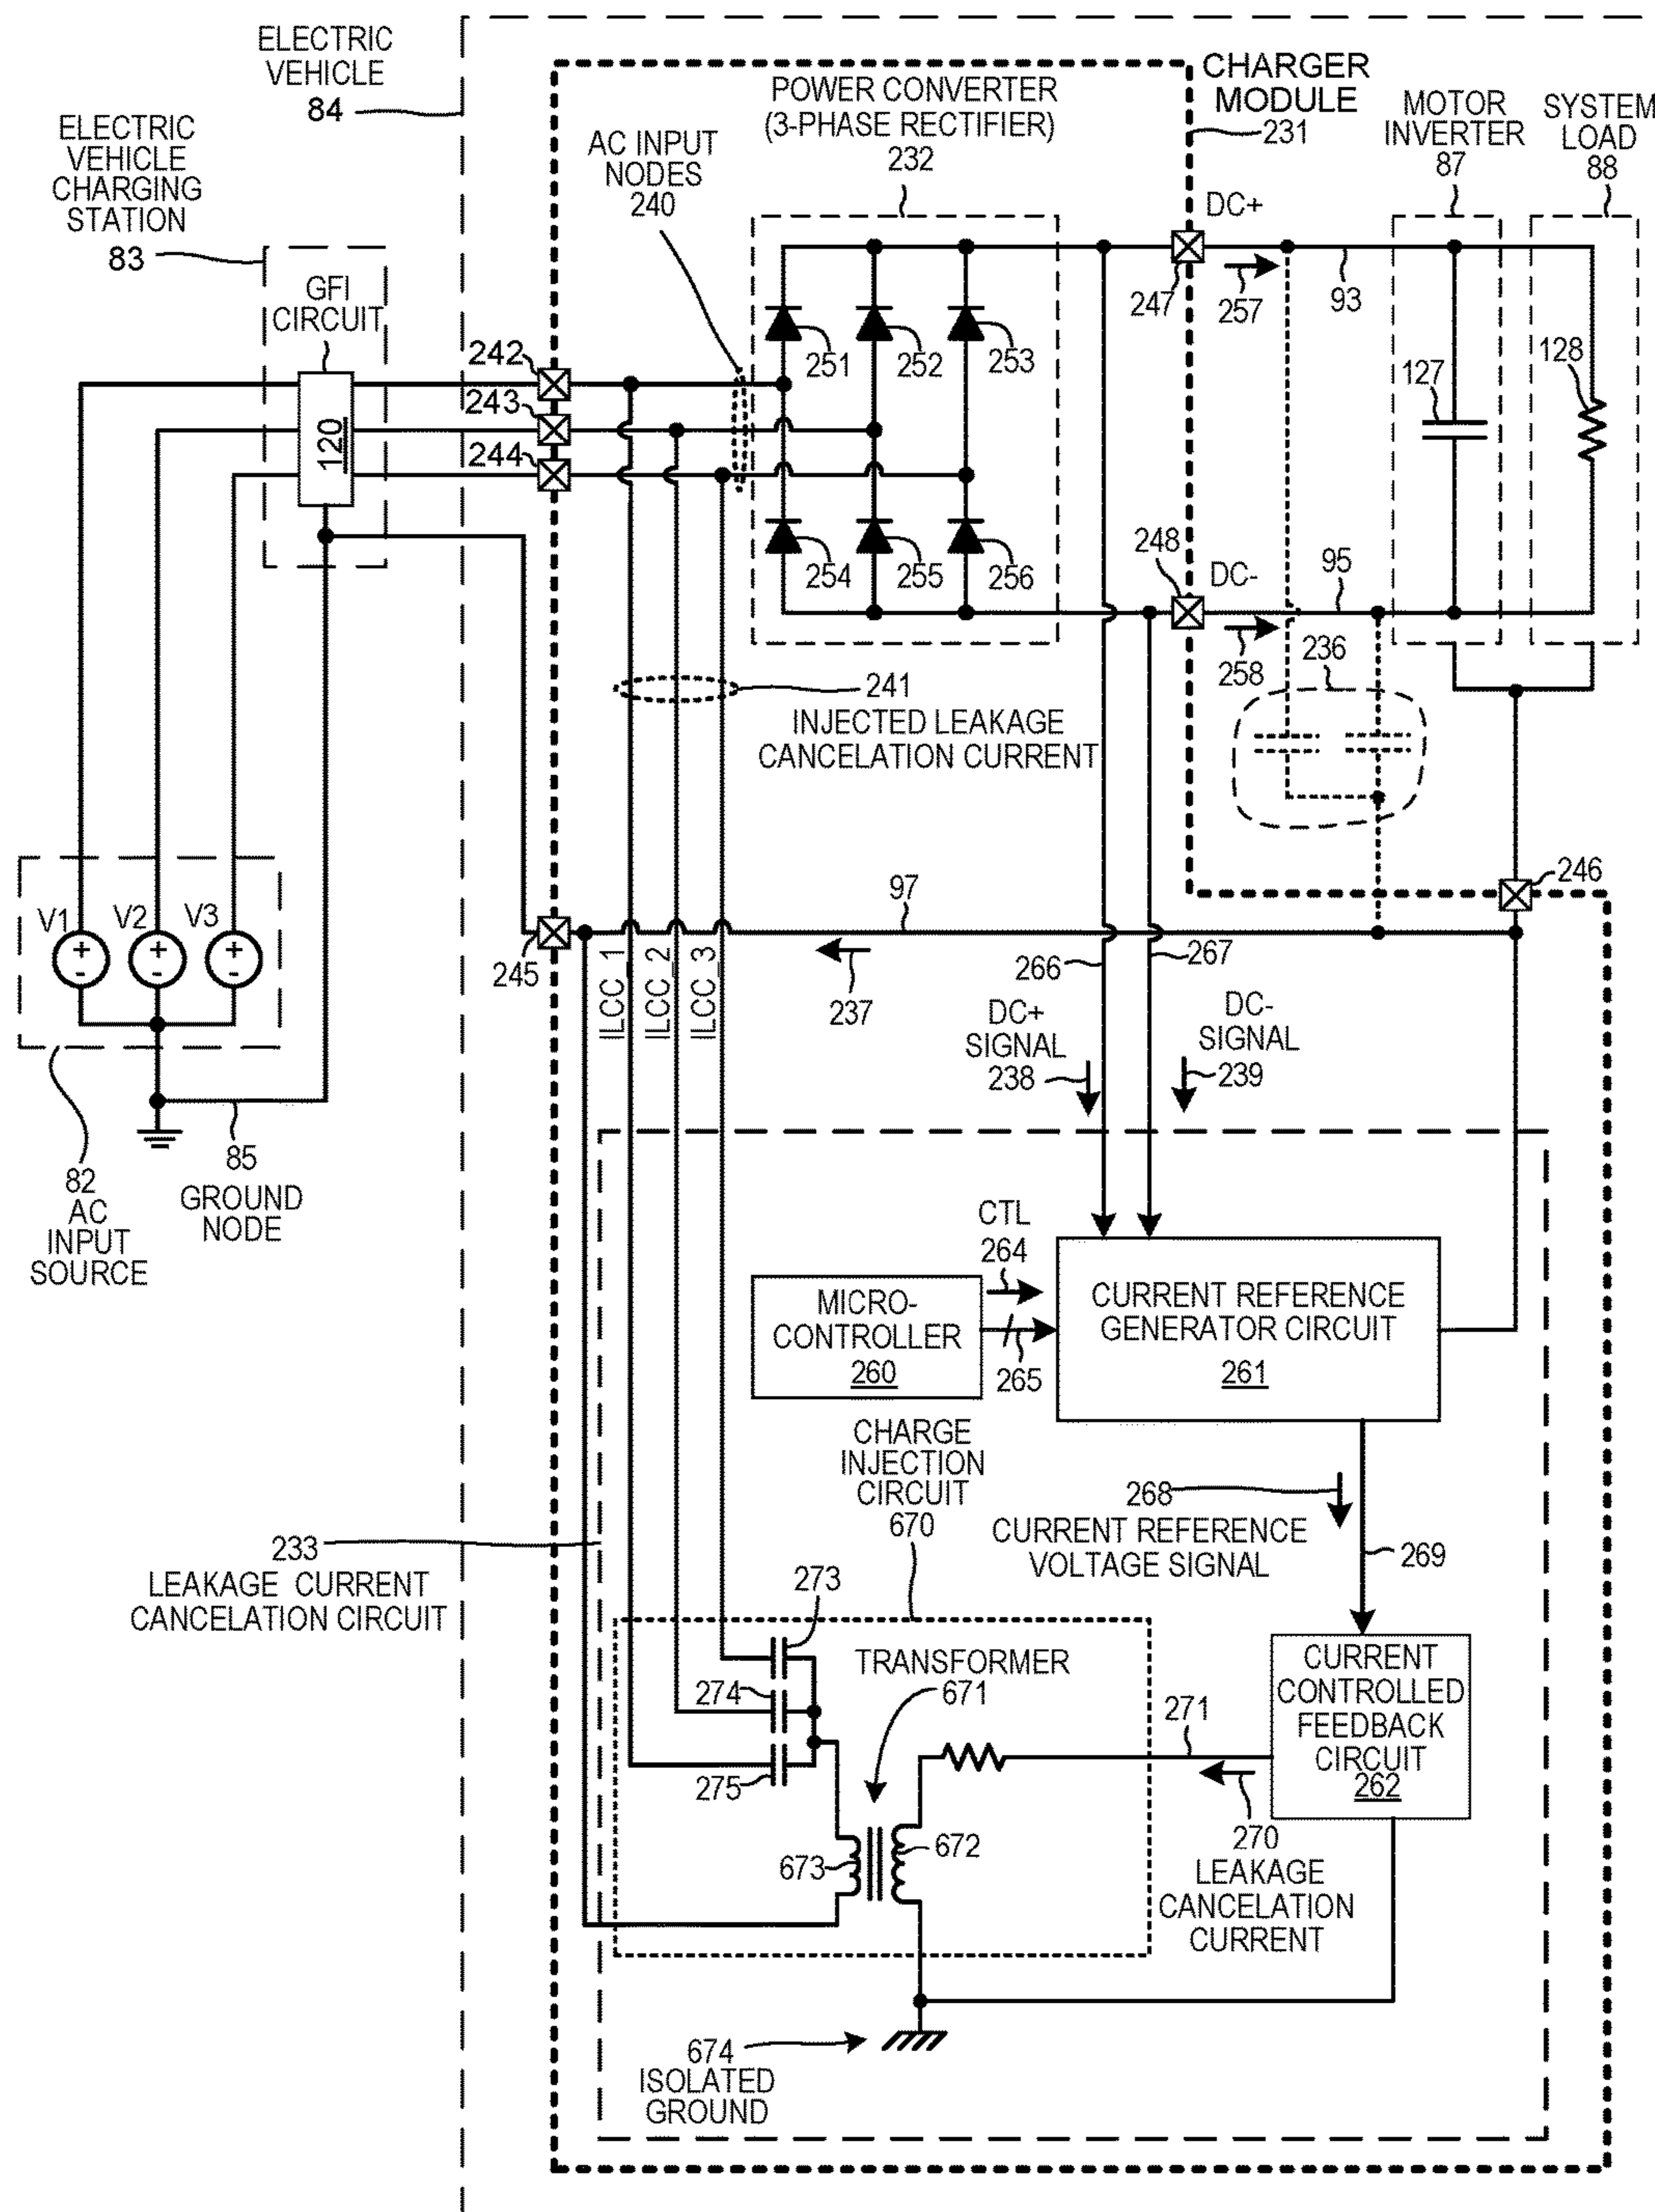 ELECTRIC
VEHICLE
84
ELECTRIC
VEHICLE
CHARGING
STATION
83
GFI
CIRCUIT
120
CHARGER
MODULE
231
POWER CONVERTER
(3-PHASE RECTIFIER)
232
AC INPUT
NODES
240
MOTOR
INVERTER
87
SYSTEM
LOAD
88
DC+
247
257
93
251
252
253
242
243
244
127
128
254
255
256
248
DC-
95
258
236
241
INJECTED LEAKAGE
CANCELATION CURRENT
246
V1
V2
V3
+
-
+
-
+
-
245
97
237
ILCC_1
ILCC_2
ILCC_3
266
267
DC+
SIGNAL
238
DC-
SIGNAL
239
82
AC
INPUT
SOURCE
85
GROUND
NODE
CTL
264
265
MICRO-
CONTROLLER
260
CURRENT REFERENCE
GENERATOR CIRCUIT
261
CHARGE
INJECTION
CIRCUIT
670
268
CURRENT REFERENCE
VOLTAGE SIGNAL
269
233
LEAKAGE CURRENT
CANCELATION CIRCUIT
273
274
275
TRANSFORMER
671
271
CURRENT
CONTROLLED
FEEDBACK
CIRCUIT
262
673
672
270
LEAKAGE
CANCELATION
CURRENT
674
ISOLATED
GROUND